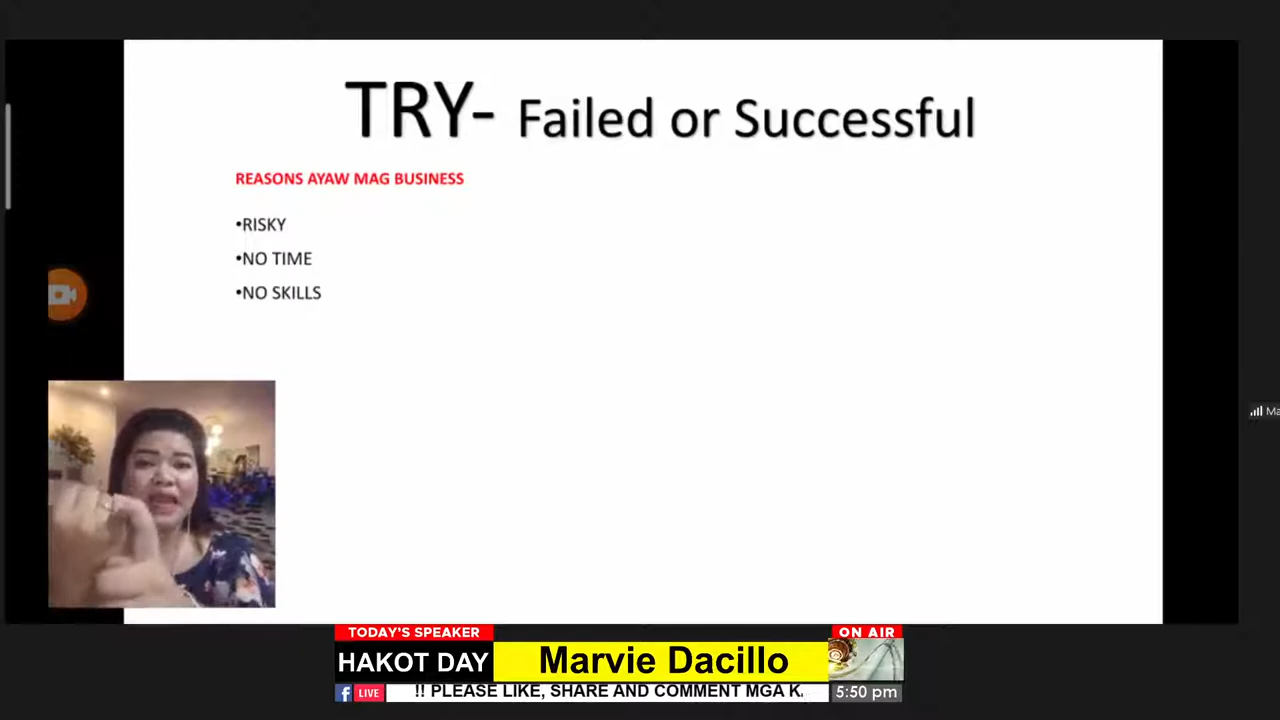 TRY- Failed or Successful
REASONS AYAW MAG BUSINESS
•RISKY
•NO TIME
•NO SKILLS
Ma
TODAY'S SPEAKER
ON AIR
HAKOT DAY
Marvie Dacillo
f LIVE
!! PLEASE LIKE, SHARE AND COMMENT MGA K.
5:50 pm